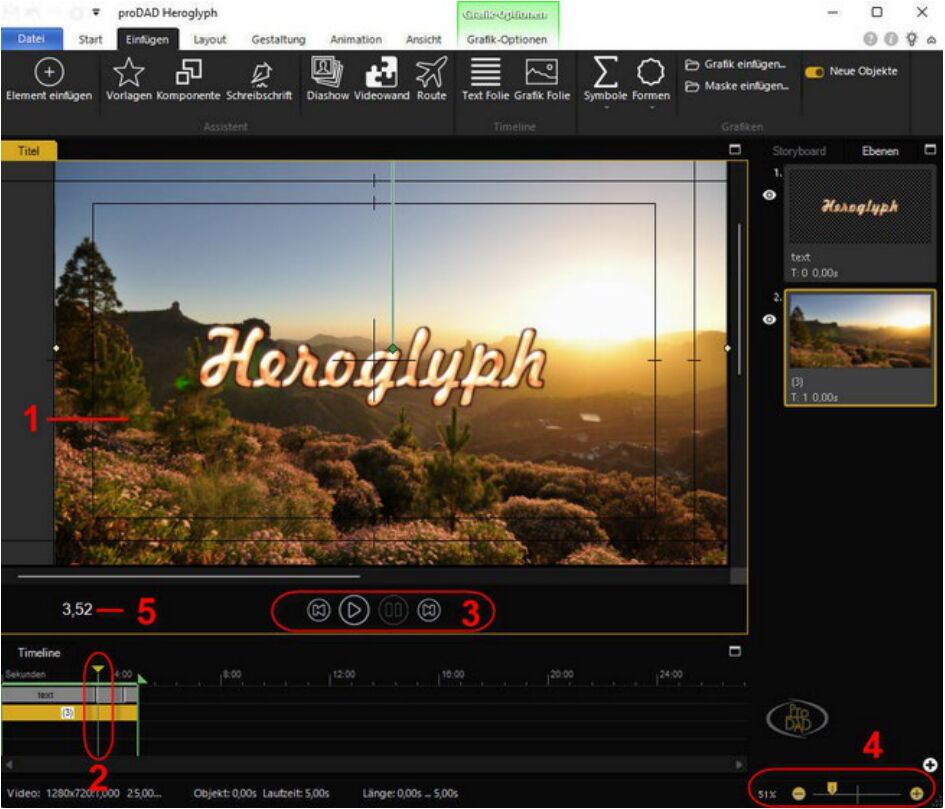 proDAD Heroglyph
Grafik-Optionen
Datei Start Einfügen Layout Gestaltung Animation Ansicht Grafik-Optionen
Element einfügen
Vorlagen Komponente Schreibschrift Diashow Videowand Route
Text Folie Grafik Folie
Symbole Formen
Grafik einfügen...
Maske einfügen...
Neue Objekte
Assistent Timeline Grafiken
Titel
Storyboard Ebenen
1.
Heroglyph
text
T: 0 0,00s
2.
(3)
T: 1 0,00s
Heroglyph
1
3,52 5
3
Timeline
Sekunden 4:00 8:00 12:00 16:00 20:00 24:00
text
(3)
2
Pro
DAD
4
Video: 1280x720:1,000 25,00... Objekt: 0,00s Laufzeit: 5,00s Länge: 0,00s ... 5,00s
51%